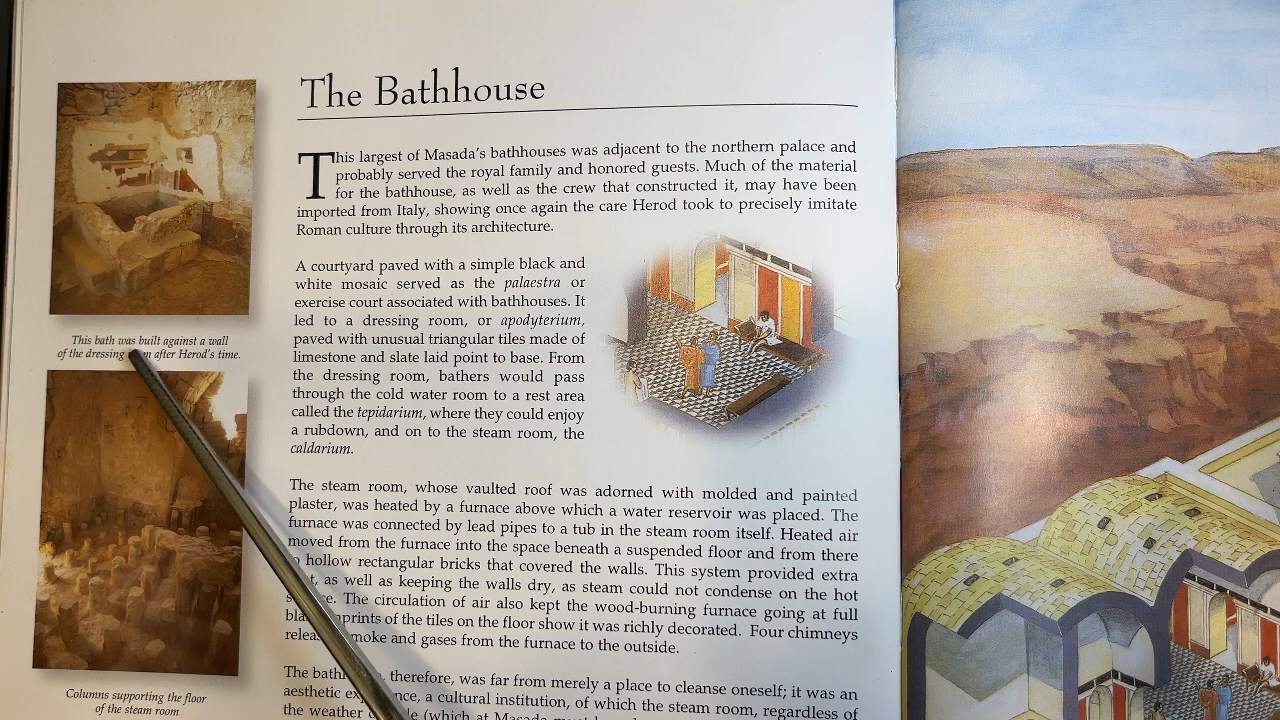 The Bathhouse
This largest of Masada's bathhouses was adjacent to the northern palace and
probably served the royal family and honored guests. Much of the material
for the bathhouse, as well as the crew that constructed it, may have been
imported from Italy, showing once again the care Herod took to precisely imitate
Roman culture through its architecture.
A courtyard paved with a simple black and
white mosaic served as the palaestra or
exercise court associated with bathhouses. It
led to a dressing room, or apodyterium,
paved with unusual triangular tiles made of
limestone and slate laid point to base. From
the dressing room, bathers would pass
through the cold water room to a rest area
called the tepidarium, where they could enjoy
a rubdown, and on to the steam room, the
caldarium.
The steam room, whose vaulted roof was adorned with molded and painted
plaster, was heated by a furnace above which a water reservoir was placed. The
furnace was connected by lead pipes to a tub in the steam room itself. Heated air
moved from the furnace into the space beneath a suspended floor and from there
hollow rectangular bricks that covered the walls. This system provided extra
as well as keeping the walls dry, as steam could not condense on the hot
The circulation of air also kept the wood-burning furnace going at full
of the tiles on the floor show it was richly decorated. Four chimneys
and gases from the furnace to the outside.
The therefore, was far from merely a place to cleanse oneself; it was an
aesthetic a cultural institution, of which the steam room, regardless of
the weather (which at Masada
This bath was built against a wall
of the dressing after Herod's time.
Columns supporting the floor
of the steam room